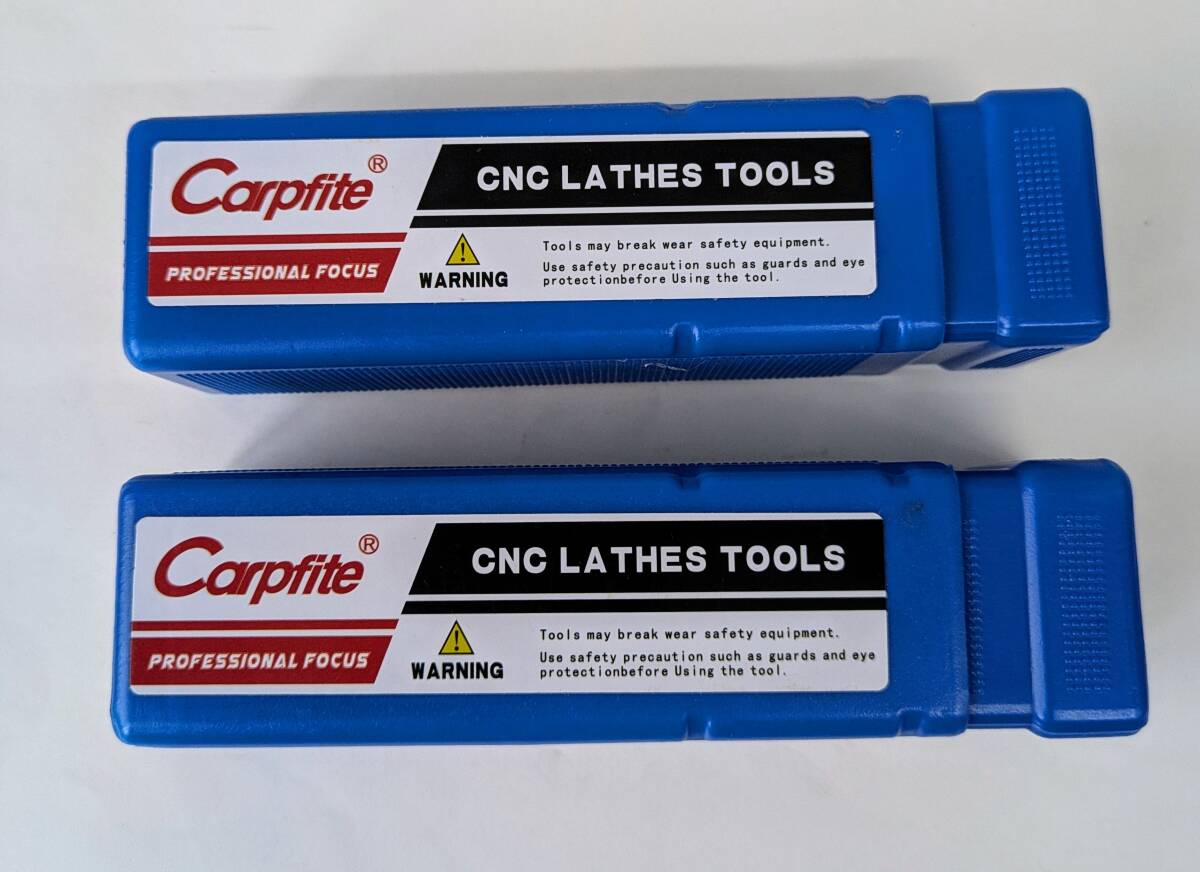 Carpfite®
CNC LATHES TOOLS
PROFESSIONAL FOCUS
WARNING
Tools may break wear safety equipment.
Use safety precaution such as guards and eye
protectionbefore Using the tool.
Carpfite®
CNC LATHES TOOLS
PROFESSIONAL FOCUS
WARNING
Tools may break wear safety equipment.
Use safety precaution such as guards and eye
protectionbefore Using the tool.